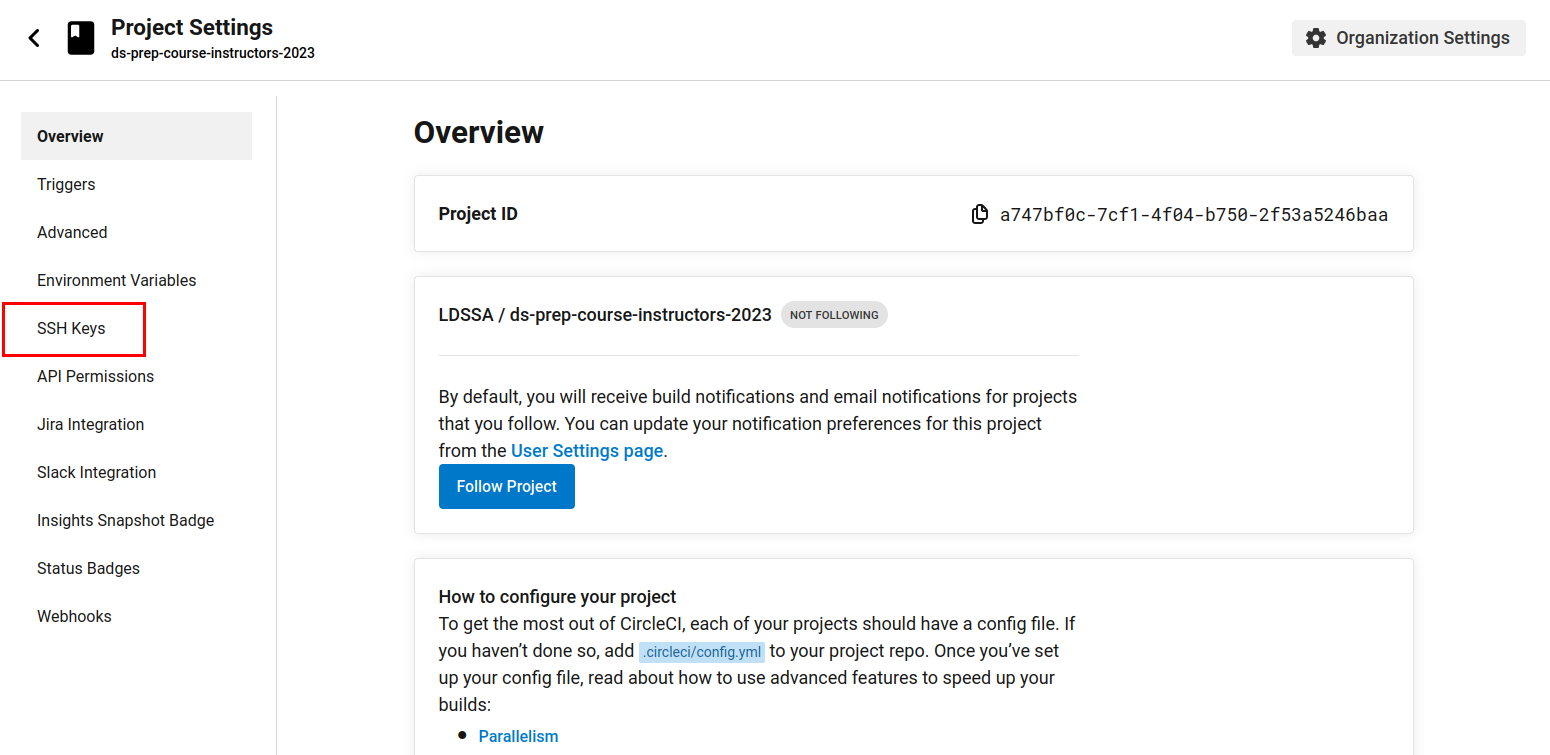 Project Settings
ds-prep-course-instructors-2023
Organization Settings
Overview
Triggers
Advanced
Environment Variables
SSH Keys
API Permissions
Jira Integration
Slack Integration
Insights Snapshot Badge
Status Badges
Webhooks
Overview
Project ID
a747bf0c-7cf1-4f04-b750-2f53a5246baa
LDSSA / ds-prep-course-instructors-2023 NOT FOLLOWING
By default, you will receive build notifications and email notifications for projects
that you follow. You can update your notification preferences for this project
from the User Settings page.
Follow Project
How to configure your project
To get the most out of CircleCI, each of your projects should have a config file. If
you haven’t done so, add .circleci/config.yml to your project repo. Once you’ve set
up your config file, read about how to use advanced features to speed up your
builds:
• Parallelism